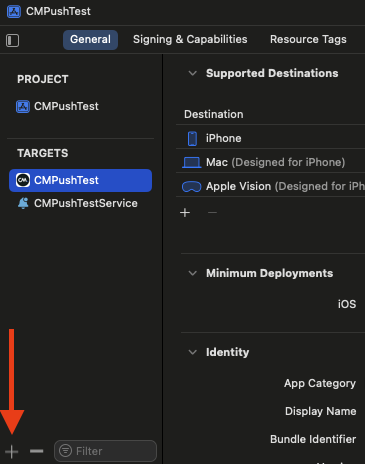 CMPushTest
General
Signing & Capabilities
Resource Tags
PROJECT
CMPushTest
TARGETS
CM
CMPushTest
CMPushTestService
Filter
Supported Destinations
Destination
iPhone
Mac (Designed for iPhone)
Apple Vision (Designed for iPh
Minimum Deployments
iOS
Identity
App Category
Display Name
Bundle Identifier